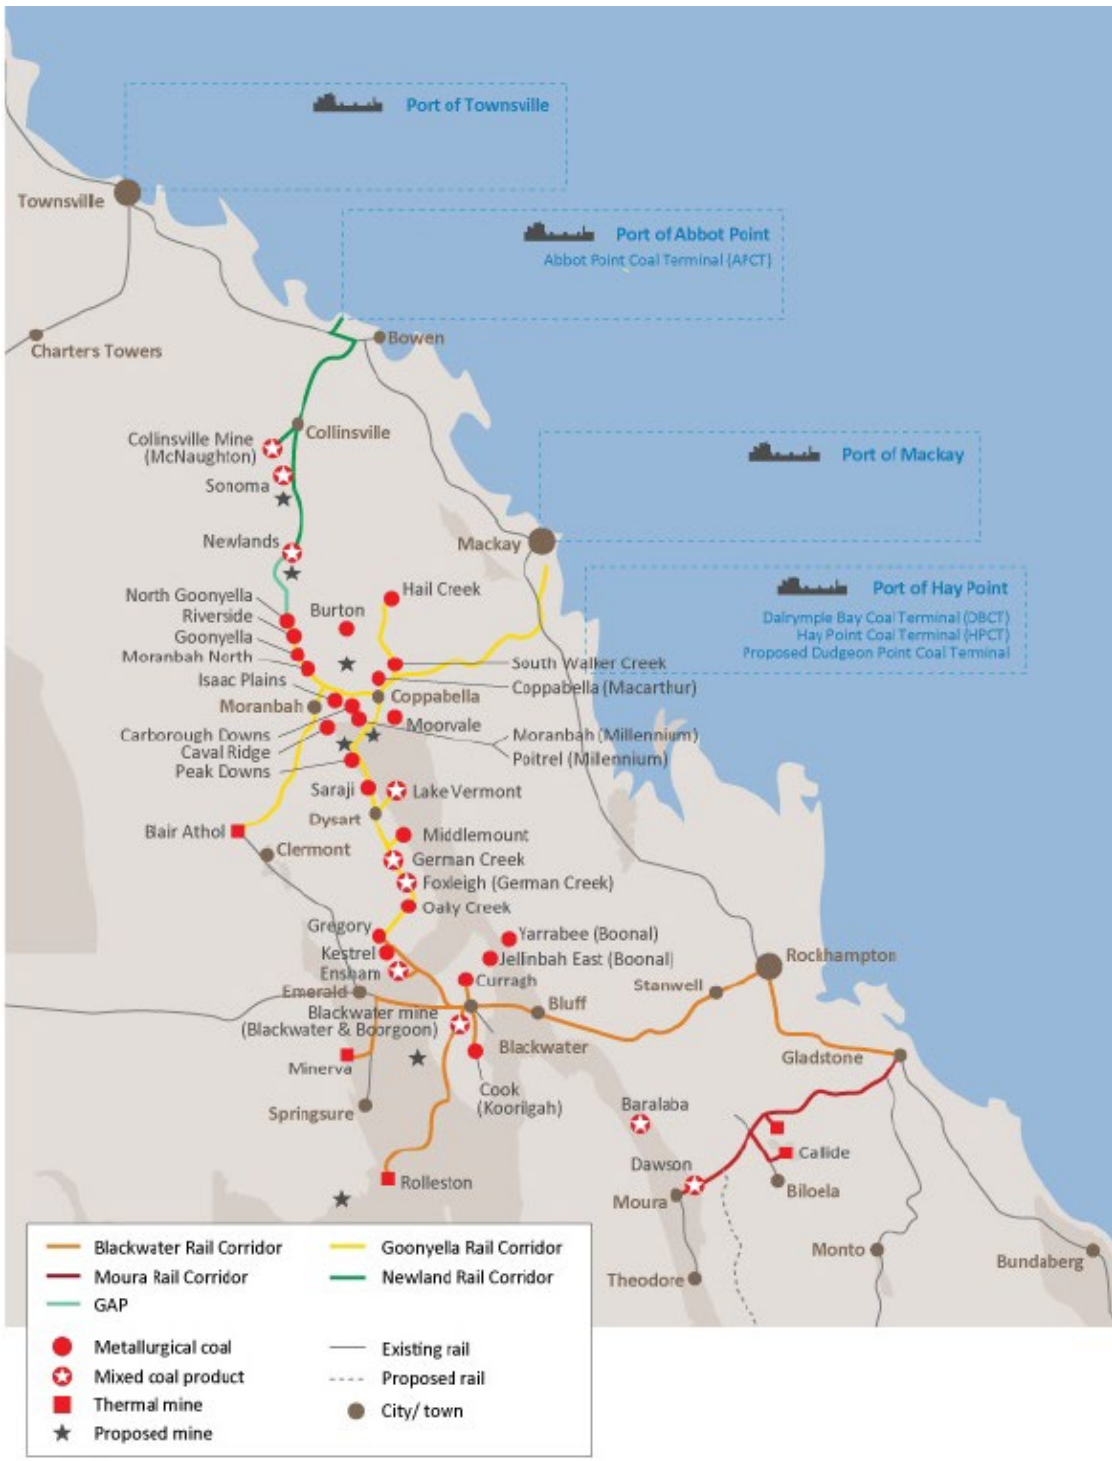 Port of Townsville
Townsville
Port of Abbot Point
Abbot Point Coal Terminal (APCT)
Bowen
Charters Towers
Collinsville
Collinsville Mine
(McNaughton)
Sonoma
Port of Mackay
Mackay
Newlands
Port of Hay Point
Dalrymple Bay Coal Terminal (DBCT)
Hay Point Coal Terminal (HPCT)
Proposed Dudgeon Point Coal Terminal
North Goonyella
Riverside
Goonyella
Moranbah North
Isaac Plains
Moranbah
Carborough Downs
Caval Ridge
Peak Downs
Burton
Hail Creek
South Walker Creek
Coppabella (Macarthur)
Coppabella
Moorvale
Moranbah (Millennium)
Poitrel (Millennium)
Saraji
Lake Vermont
Dysart
Blair Athol
Clermont
Middlemount
German Creek
Foxleigh (German Creek)
Oaky Creek
Gregory
Kestrel
Ensham
Emerald
Yarrabee (Boonal)
Jellinbah East (Boonal)
Curragh
Rockhampton
Stanwell
Bluff
Blackwater mine
(Blackwater & Boorgoon)
Blackwater
Gladstone
Minerva
Springsure
Cook
(Koorilgah)
Baralaba
Callide
Dawson
Biloela
Moura
Rolleston
Theodore
Monto
Bundaberg
Blackwater Rail Corridor
Goonyella Rail Corridor
Moura Rail Corridor
Newland Rail Corridor
GAP
Metallurgical coal
Existing rail
Mixed coal product
Proposed rail
Thermal mine
City/ town
Proposed mine